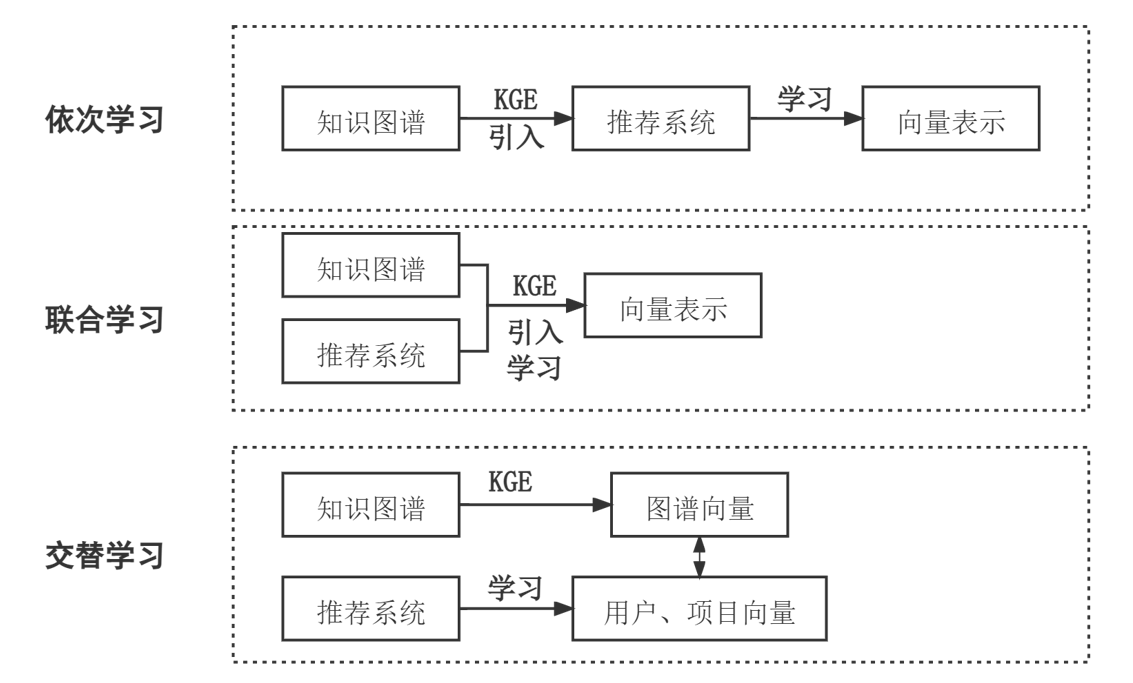 依次学习
知识图谱
KGE
引入
推荐系统
学习
向量表示
联合学习
知识图谱
推荐系统
KGE
引入
学习
向量表示
交替学习
知识图谱
KGE
图谱向量
推荐系统
学习
用户、项目向量